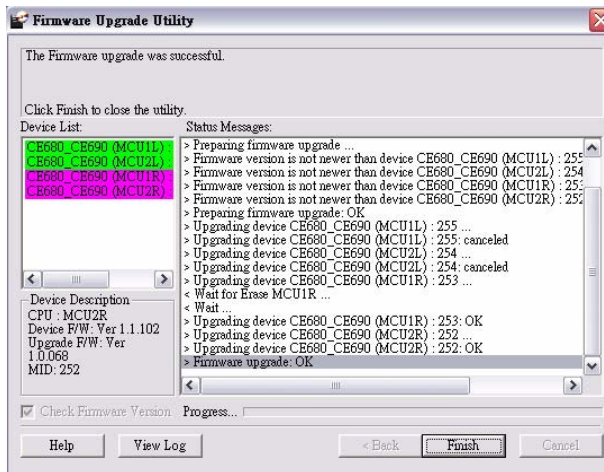 Firmware Upgrade Utility
The Firmware upgrade was successful.
Click Finish to close the utility.
Device List:
Status Messages:
CE680_CE690 (MCU1L) :
CE680_CE690 (MCU2L) :
CE680_CE690 (MCU1R)
CE680_CE690 (MCU2R)
> Preparing firmware upgrade ...
> Firmware version is not newer than device CE680_CE690 (MCU1L) : 255
> Firmware version is not newer than device CE680_CE690 (MCU2L) : 254
> Firmware version is not newer than device CE680_CE690 (MCU1R) : 253
> Firmware version is not newer than device CE680_CE690 (MCU2R) : 252
> Preparing firmware upgrade: OK
> Upgrading device CE680_CE690 (MCU1L) : 255 ...
> Upgrading device CE680_CE690 (MCU1L) : 255: canceled
> Upgrading device CE680_CE690 (MCU2L) : 254 ...
> Upgrading device CE680_CE690 (MCU2L) : 254: canceled
> Upgrading device CE680_CE690 (MCU1R) : 253 ...
< Wait for Erase MCU1R ...
< Wait ...
> Upgrading device CE680_CE690 (MCU1R) : 253: OK
> Upgrading device CE680_CE690 (MCU2R) : 252 ...
> Upgrading device CE680_CE690 (MCU2R) : 252: OK
> Firmware upgrade: OK
Device Description
CPU : MCU2R
Device F/W: Ver 1.1.102
Upgrade F/W: Ver
1.0.068
MID: 252
Check Firmware Version
Progress...
Help
View Log
< Back
Finish
Cancel